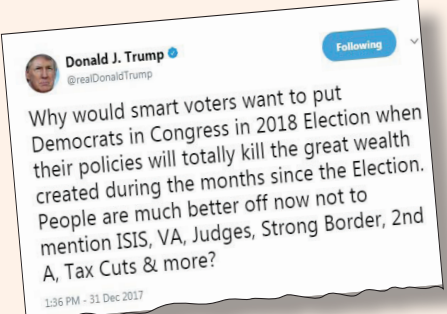 Donald J. Trump
@realDonaldTrump
Following
Why would smart voters want to put
Democrats in Congress in 2018 Election when
their policies will totally kill the great wealth
created during the months since the Election.
People are much better off now not to
mention ISIS, VA, Judges, Strong Border, 2nd
A, Tax Cuts & more?
1:36 PM - 31 Dec 2017